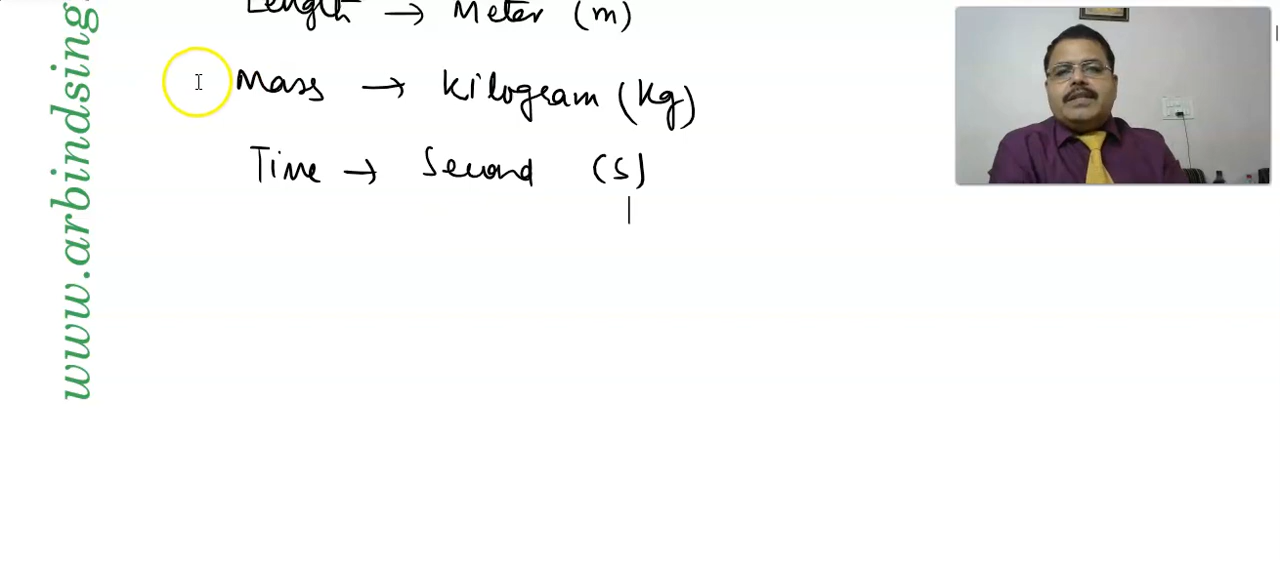 Length → Meter (m)
Mass → Kilogram (Kg)
Time → Second (s)
www.arbindsing